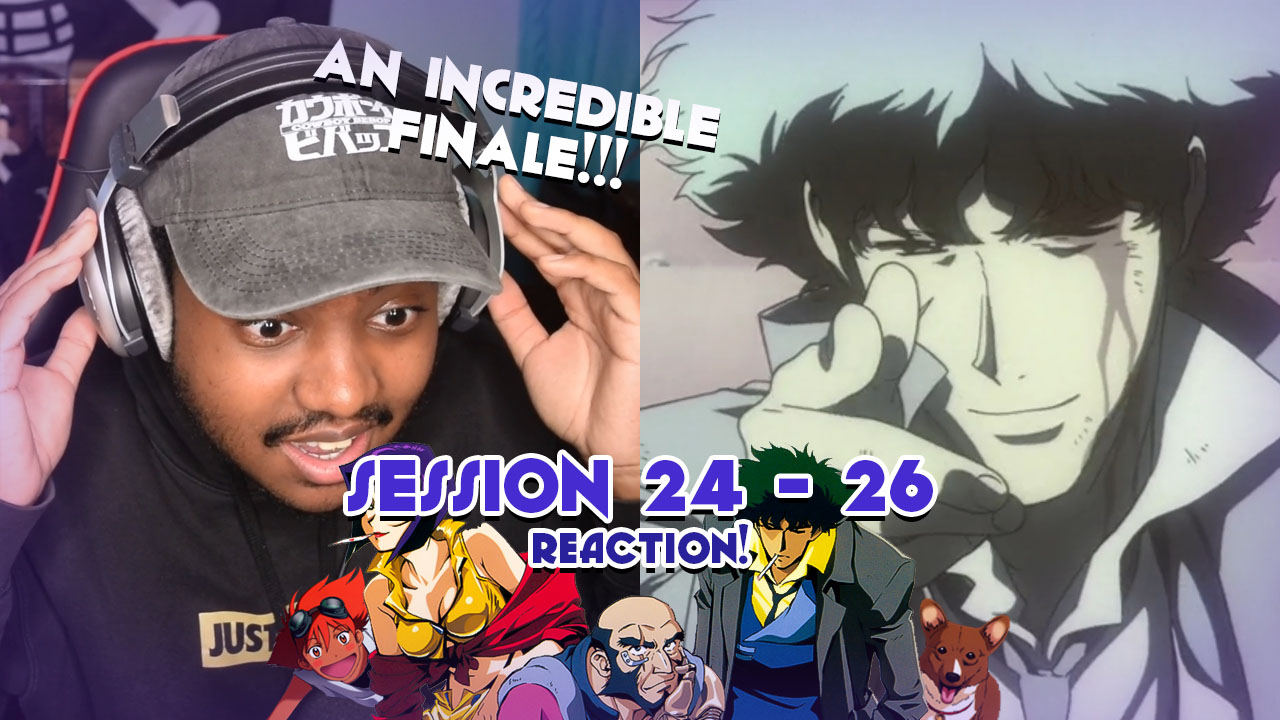 AN INCREDIBLE
FINALE!!!
カウボーイ
COWBOY BEBOP
ビバップ
SESSION 24 - 26
REACTION!
JUST